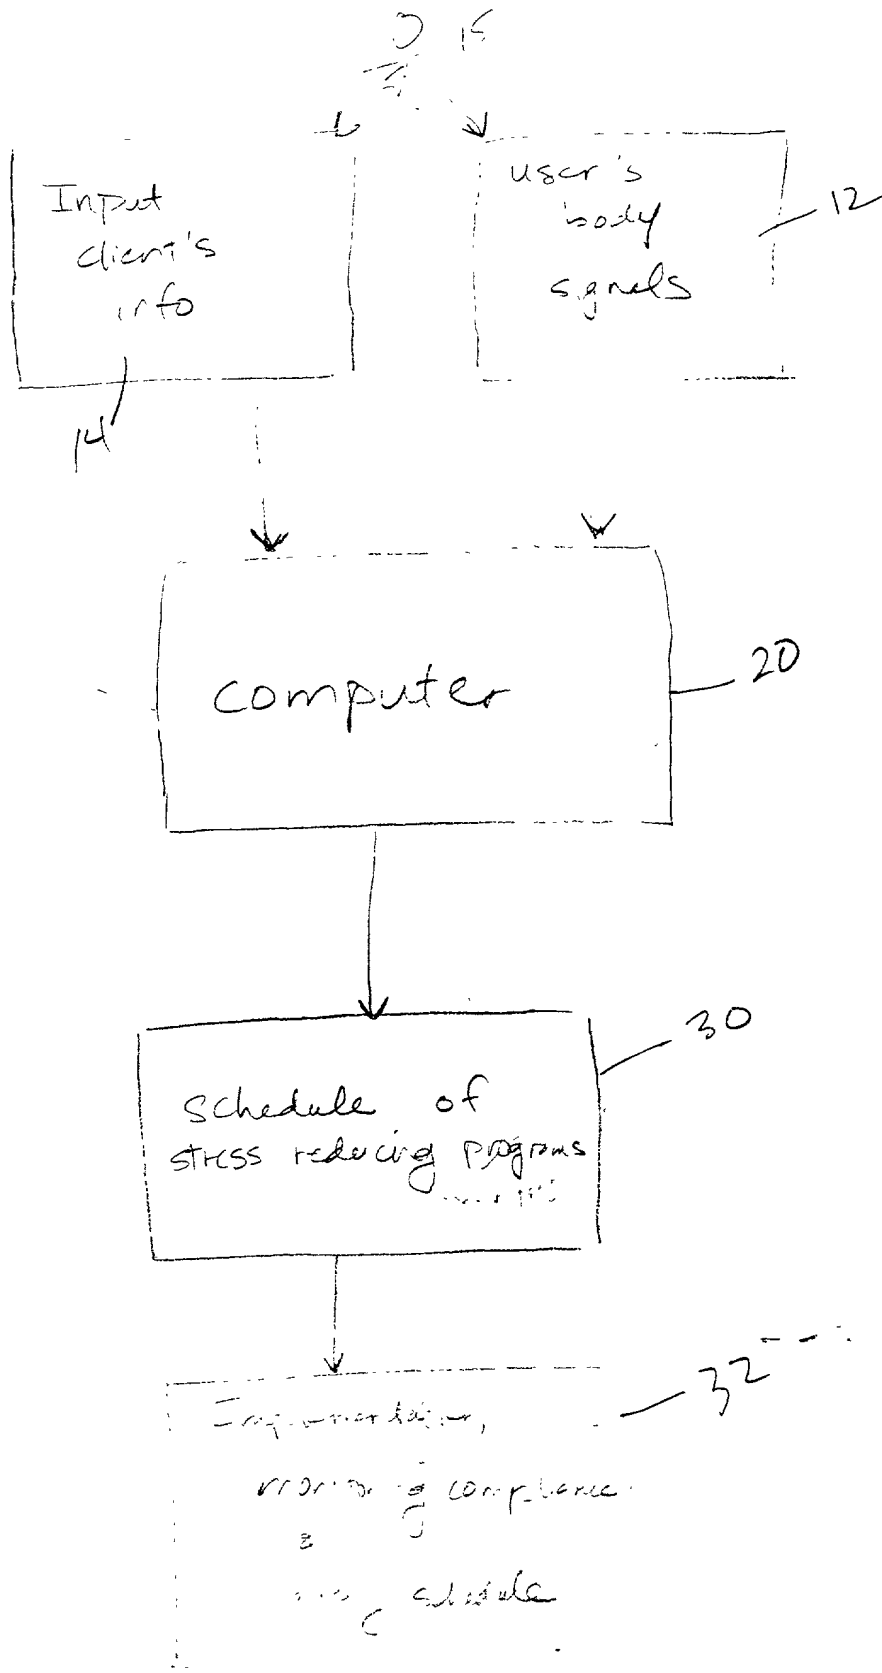 Input
client's
info
14
user's
body
signals
12
computer
20
schedule of
stress reducing programs
30
32
Implementation,
monitoring compliance
schedule